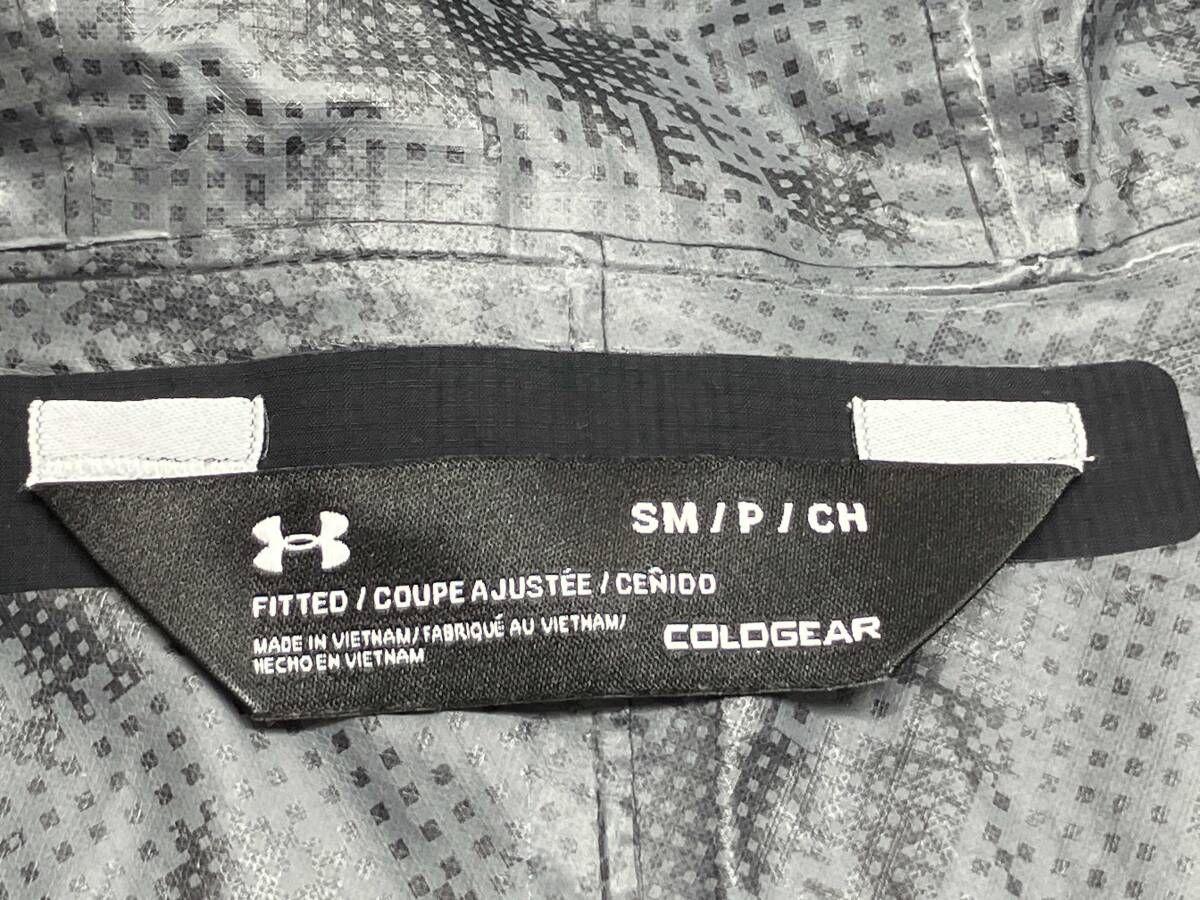 SM / P / CH
FITTED / COUPE AJUSTÉE / CEÑIDO
MADE IN VIETNAM / FABRIQUÉ AU VIETNAM /
HECHO EN VIETNAM
COLDGEAR